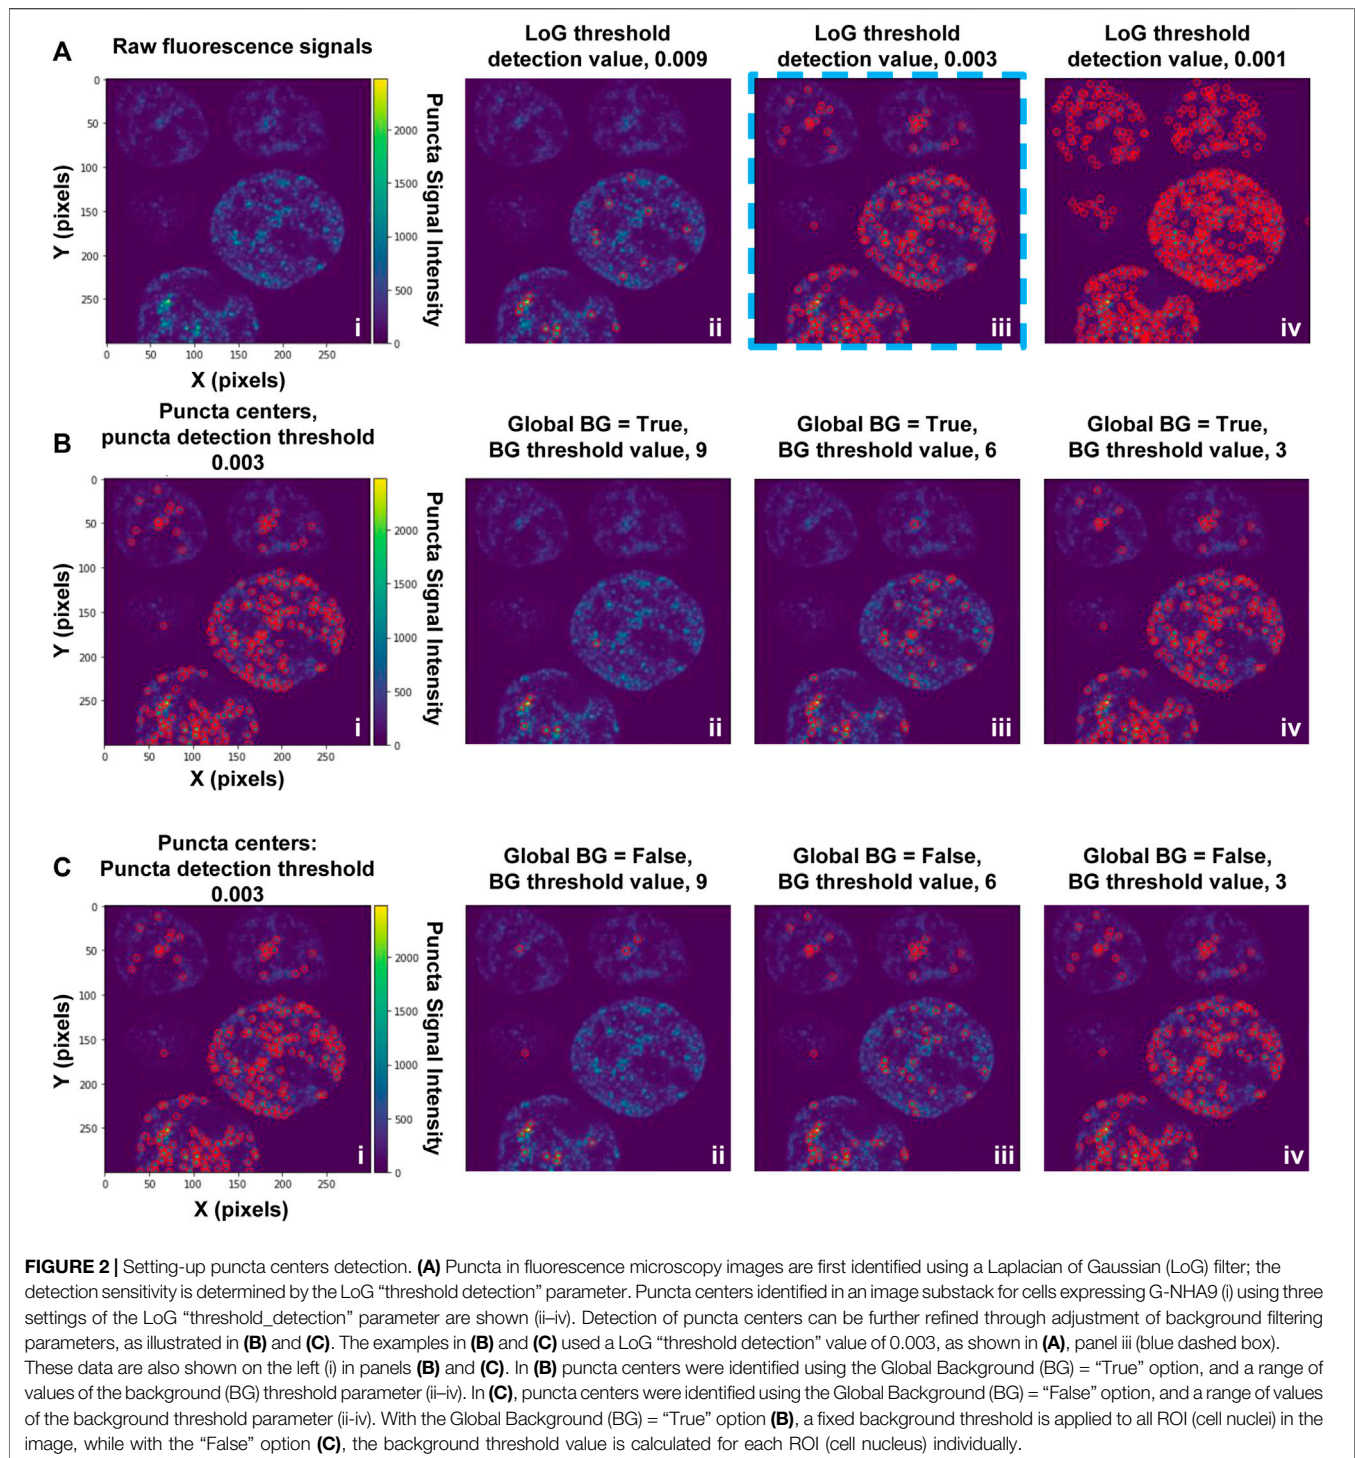 A
Raw fluorescence signals
LoG threshold
detection value, 0.009
LoG threshold
detection value, 0.003
LoG threshold
detection value, 0.001
0
50
100
150
200
250
Y (pixels)
0 50 100 150 200 250
X (pixels)
2000
1500
1000
500
0
Puncta Signal Intensity
i
ii
iii
iv
B
Puncta centers,
puncta detection threshold
0.003
Global BG = True,
BG threshold value, 9
Global BG = True,
BG threshold value, 6
Global BG = True,
BG threshold value, 3
0
50
100
150
200
250
Y (pixels)
0 50 100 150 200 250
X (pixels)
2000
1500
1000
500
0
Puncta Signal Intensity
i
ii
iii
iv
C
Puncta centers:
Puncta detection threshold
0.003
Global BG = False,
BG threshold value, 9
Global BG = False,
BG threshold value, 6
Global BG = False,
BG threshold value, 3
0
50
100
150
200
250
Y (pixels)
0 50 100 150 200 250
X (pixels)
2000
1500
1000
500
0
Puncta Signal Intensity
i
ii
iii
iv
FIGURE 2 | Setting-up puncta centers detection. (A) Puncta in fluorescence microscopy images are first identified using a Laplacian of Gaussian (LoG) filter; the
detection sensitivity is determined by the LoG “threshold detection” parameter. Puncta centers identified in an image substack for cells expressing G-NHA9 (i) using three
settings of the LoG “threshold_detection” parameter are shown (ii–iv). Detection of puncta centers can be further refined through adjustment of background filtering
parameters, as illustrated in (B) and (C). The examples in (B) and (C) used a LoG “threshold detection” value of 0.003, as shown in (A), panel iii (blue dashed box).
These data are also shown on the left (i) in panels (B) and (C). In (B) puncta centers were identified using the Global Background (BG) = “True” option, and a range of
values of the background (BG) threshold parameter (ii–iv). In (C), puncta centers were identified using the Global Background (BG) = “False” option, and a range of values
of the background threshold parameter (ii-iv). With the Global Background (BG) = “True” option (B), a fixed background threshold is applied to all ROI (cell nuclei) in the
image, while with the “False” option (C), the background threshold value is calculated for each ROI (cell nucleus) individually.